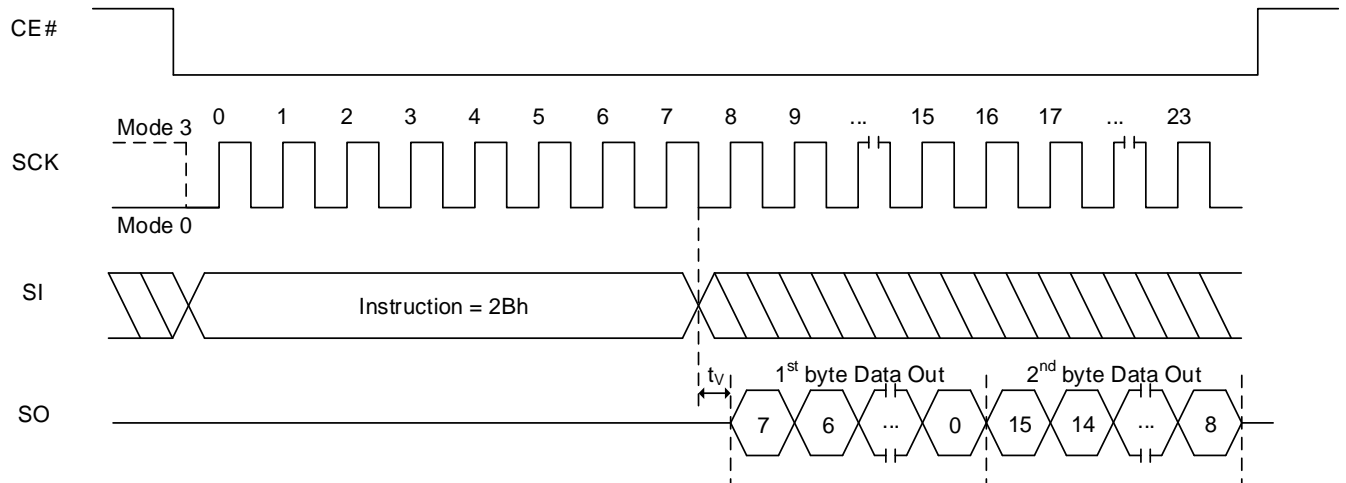 CE#
0 1 2 3 4 5 6 7 8 9 ... 15 16 17 ... 23
Mode 3
SCK
Mode 0
SI
Instruction = 2Bh
tV 1st byte Data Out 2nd byte Data Out
SO
7 6 ... 0 15 14 ... 8